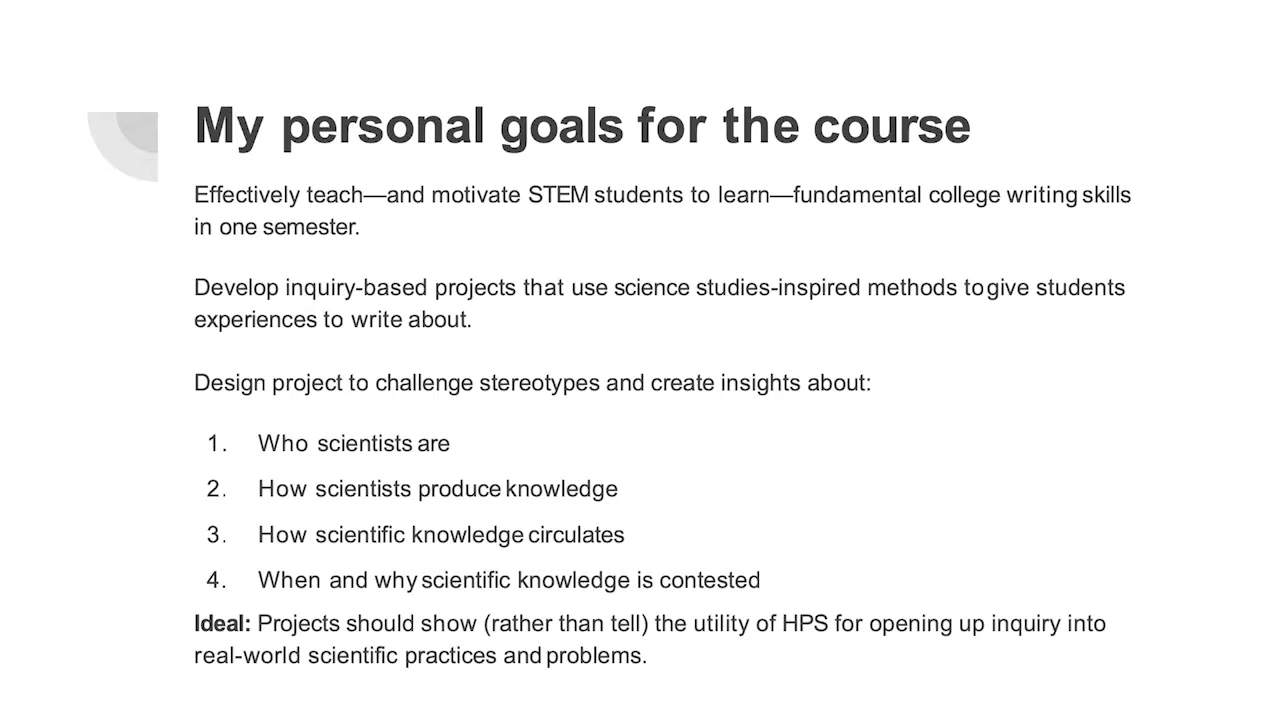 My personal goals for the course
Effectively teach—and motivate STEM students to learn—fundamental college writing skills
in one semester.
Develop inquiry-based projects that use science studies-inspired methods to give students
experiences to write about.
Design project to challenge stereotypes and create insights about:
1. Who scientists are
2. How scientists produce knowledge
3. How scientific knowledge circulates
4. When and why scientific knowledge is contested
Ideal: Projects should show (rather than tell) the utility of HPS for opening up inquiry into
real-world scientific practices and problems.